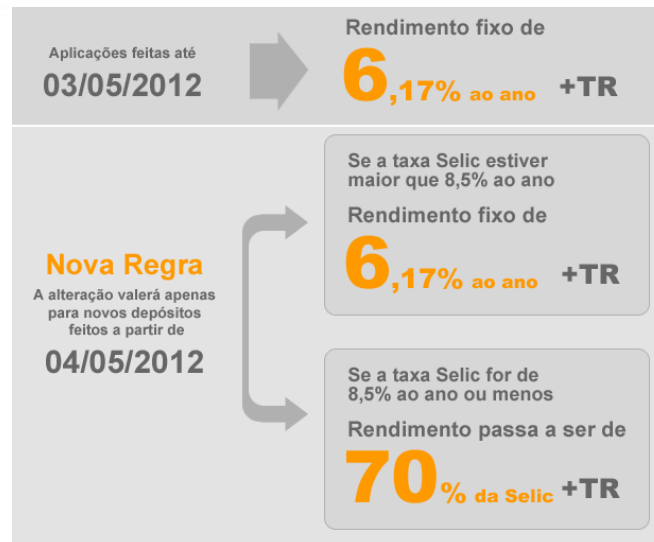 Aplicações feitas até
03/05/2012
Rendimento fixo de
6,17% ao ano +TR
Nova Regra
A alteração valerá apenas
para novos depósitos
feitos a partir de
04/05/2012
Se a taxa Selic estiver
maior que 8,5% ao ano
Rendimento fixo de
6,17% ao ano +TR
Se a taxa Selic for de
8,5% ao ano ou menos
Rendimento passa a ser de
70% da Selic +TR